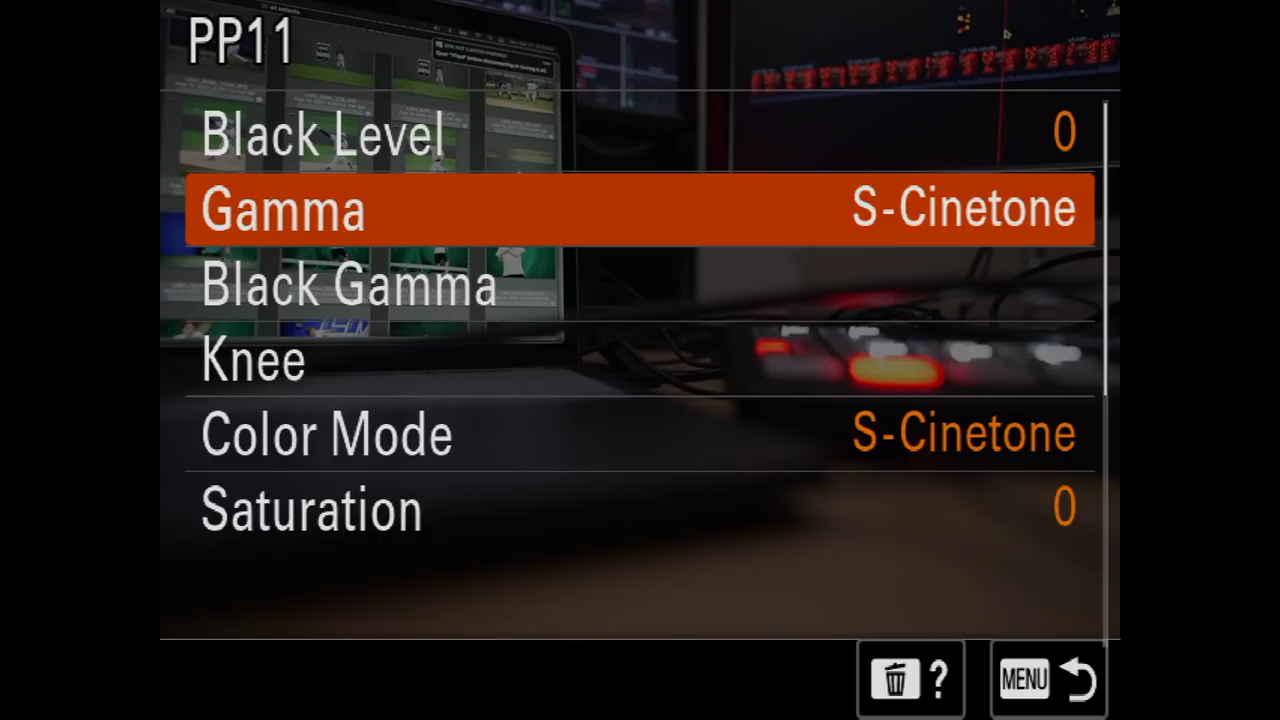 PP11
Black Level 0
Gamma S-Cinetone
Black Gamma
Knee
Color Mode S-Cinetone
Saturation 0
? MENU